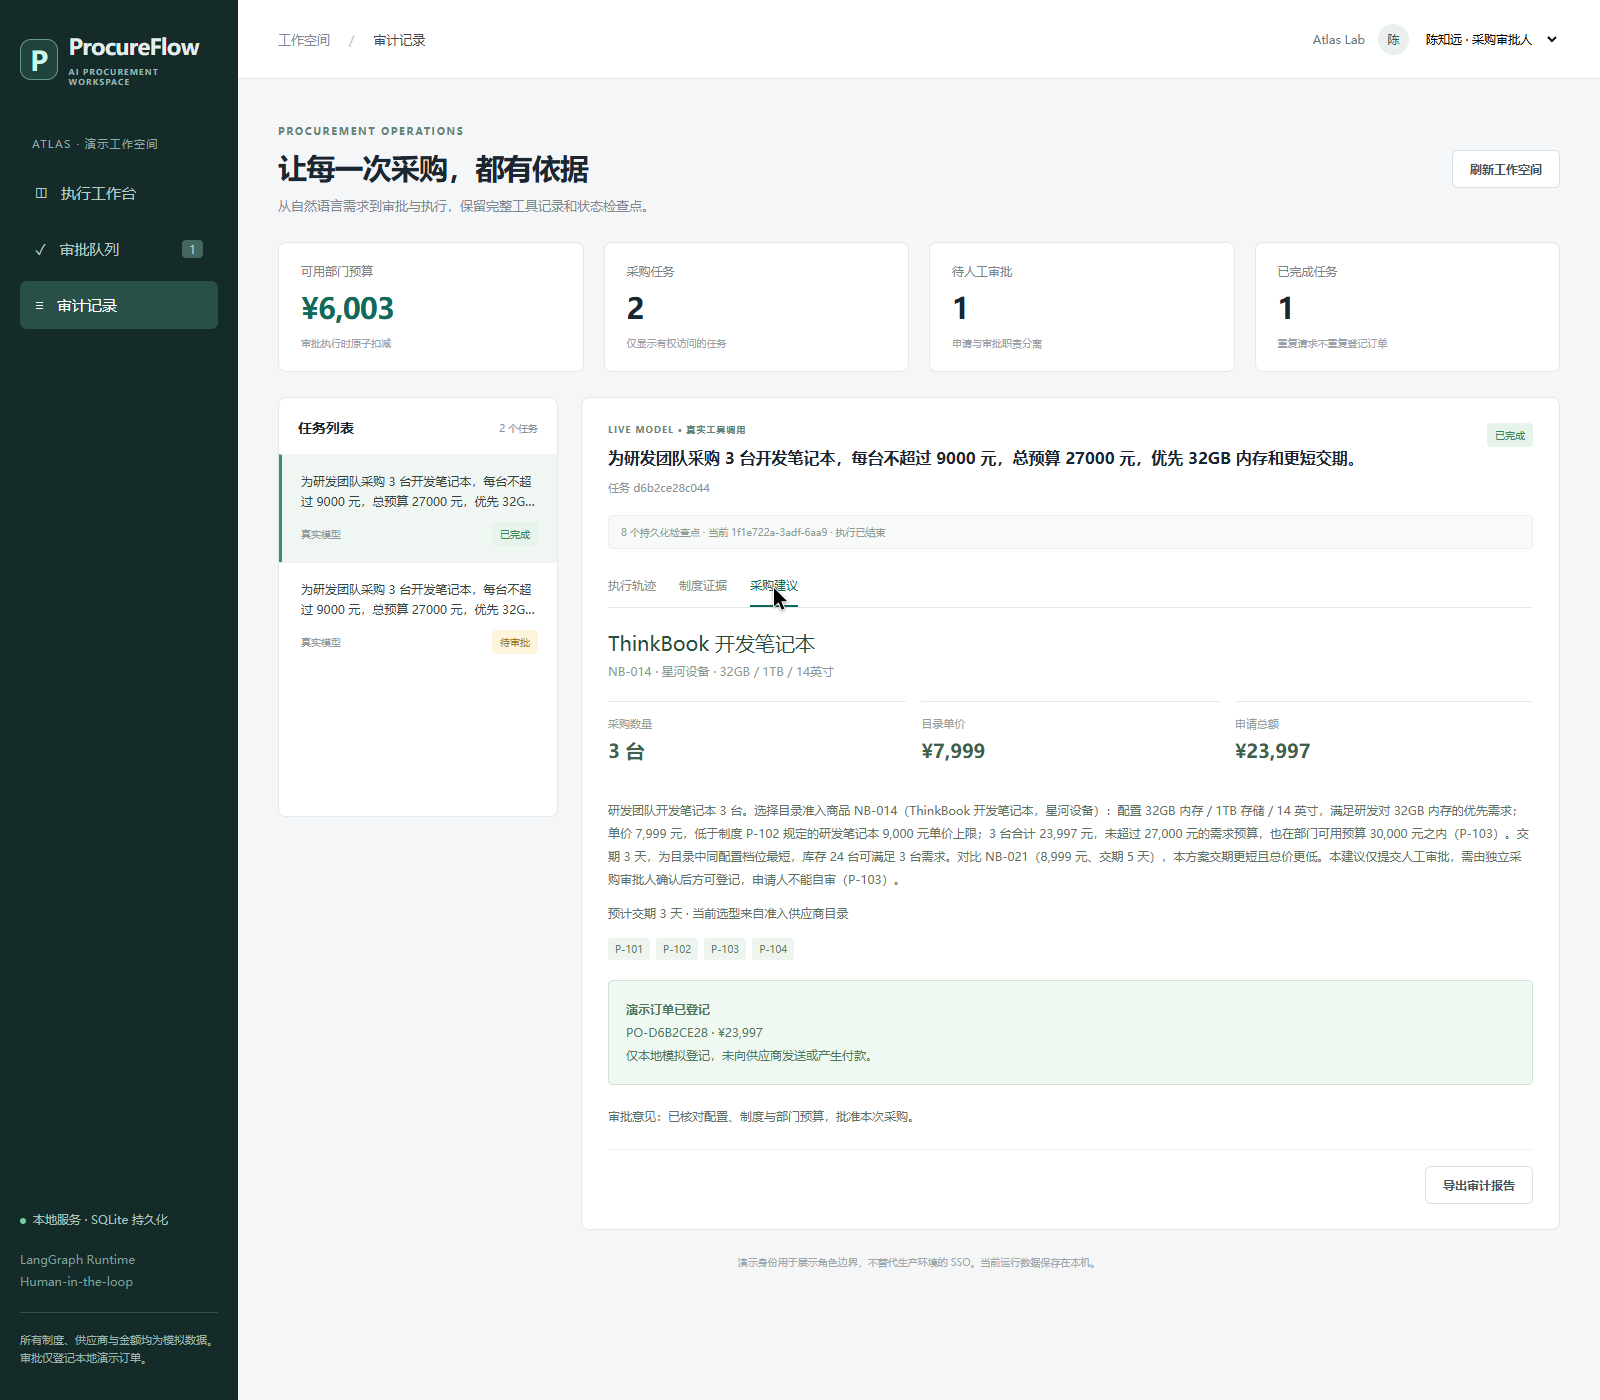 P
ProcureFlow
AI PROCUREMENT
WORKSPACE
ATLAS · 演示工作空间
执行工作台
审批队列
1
审计记录
本地服务 · SQLite 持久化
LangGraph Runtime
Human-in-the-loop
所有制度、供应商与金额均为模拟数据。
审批仅登记本地演示订单。
工作空间 / 审计记录
Atlas Lab
陈
陈知远 · 采购审批人
PROCUREMENT OPERATIONS
让每一次采购，都有依据
从自然语言需求到审批与执行，保留完整工具记录和状态检查点。
刷新工作空间
可用部门预算
¥6,003
审批执行时原子扣减
采购任务
2
仅显示有权访问的任务
待人工审批
1
申请与审批职责分离
已完成任务
1
重复请求不重复登记订单
任务列表
2 个任务
为研发团队采购 3 台开发笔记本，每台不超
过 9000 元，总预算 27000 元，优先 32G...
真实模型
已完成
为研发团队采购 3 台开发笔记本，每台不超
过 9000 元，总预算 27000 元，优先 32G...
真实模型
待审批
LIVE MODEL • 真实工具调用
已完成
为研发团队采购 3 台开发笔记本，每台不超过 9000 元，总预算 27000 元，优先 32GB 内存和更短交期。
任务 d6b2ce28c044
8 个持久化检查点 · 当前 1f1e722a-3adf-6aa9 · 执行已结束
执行轨迹
制度证据
采购建议
ThinkBook 开发笔记本
NB-014 · 星河设备 · 32GB / 1TB / 14英寸
采购数量
3 台
目录单价
¥7,999
申请总额
¥23,997
研发团队开发笔记本 3 台。选择目录准入商品 NB-014（ThinkBook 开发笔记本，星河设备）：配置 32GB 内存 / 1TB 存储 / 14 英寸，满足研发对 32GB 内存的优先需求；
单价 7,999 元，低于制度 P-102 规定的研发笔记本 9,000 元单价上限；3 台合计 23,997 元，未超过 27,000 元的需求预算，也在部门可用预算 30,000 元之内（P-103）。交
期 3 天，为目录中同配置档位最短，库存 24 台可满足 3 台需求。对比 NB-021（8,999 元、交期 5 天），本方案交期更短且总价更低。本建议仅提交人工审批，需由独立采
购审批人确认后方可登记，申请人不能自审（P-103）。
预计交期 3 天 · 当前选型来自准入供应商目录
P-101
P-102
P-103
P-104
演示订单已登记
PO-D6B2CE28 · ¥23,997
仅本地模拟登记，未向供应商发送或产生付款。
审批意见：已核对配置、制度与部门预算，批准本次采购。
导出审计报告
演示身份用于展示角色边界，不替代生产环境的 SSO。当前运行数据保存在本机。